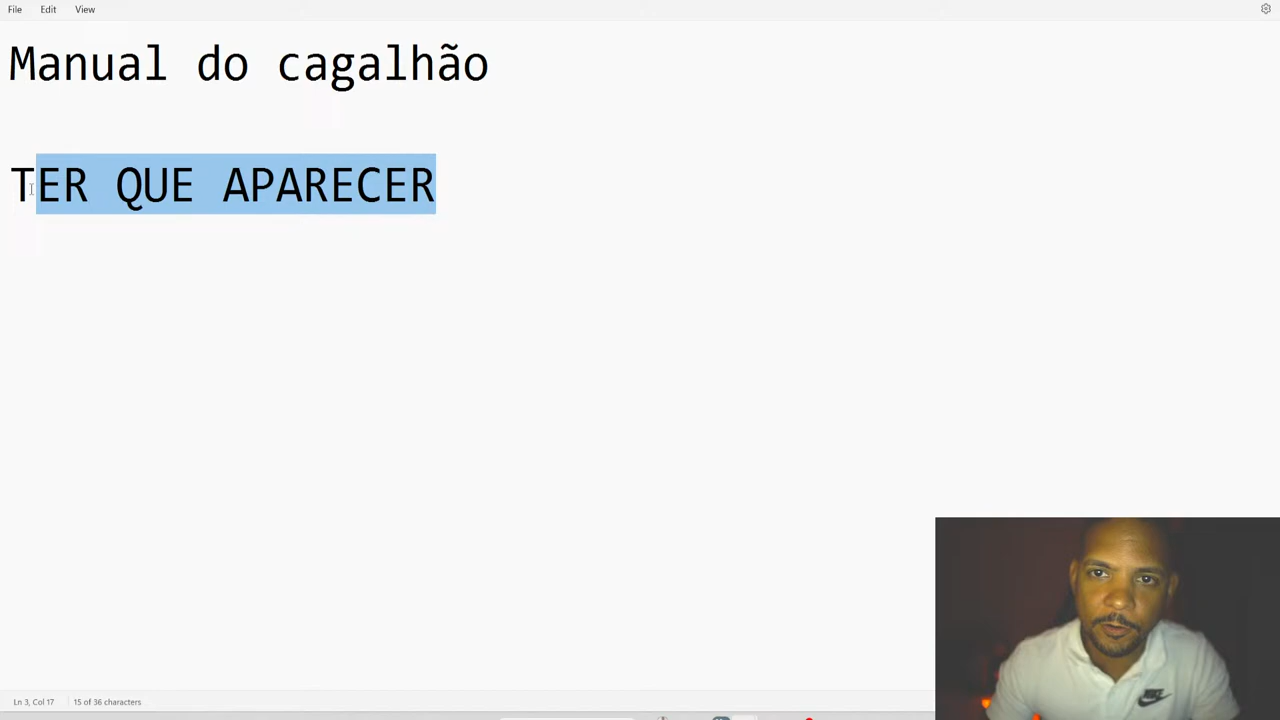 File Edit View
Manual do cagalhão
TER QUE APARECER
Ln 3, Col 17 15 of 36 characters